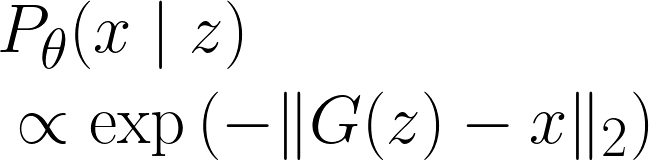 P_θ(x | z)
∝ exp (−‖G(z) − x‖₂)